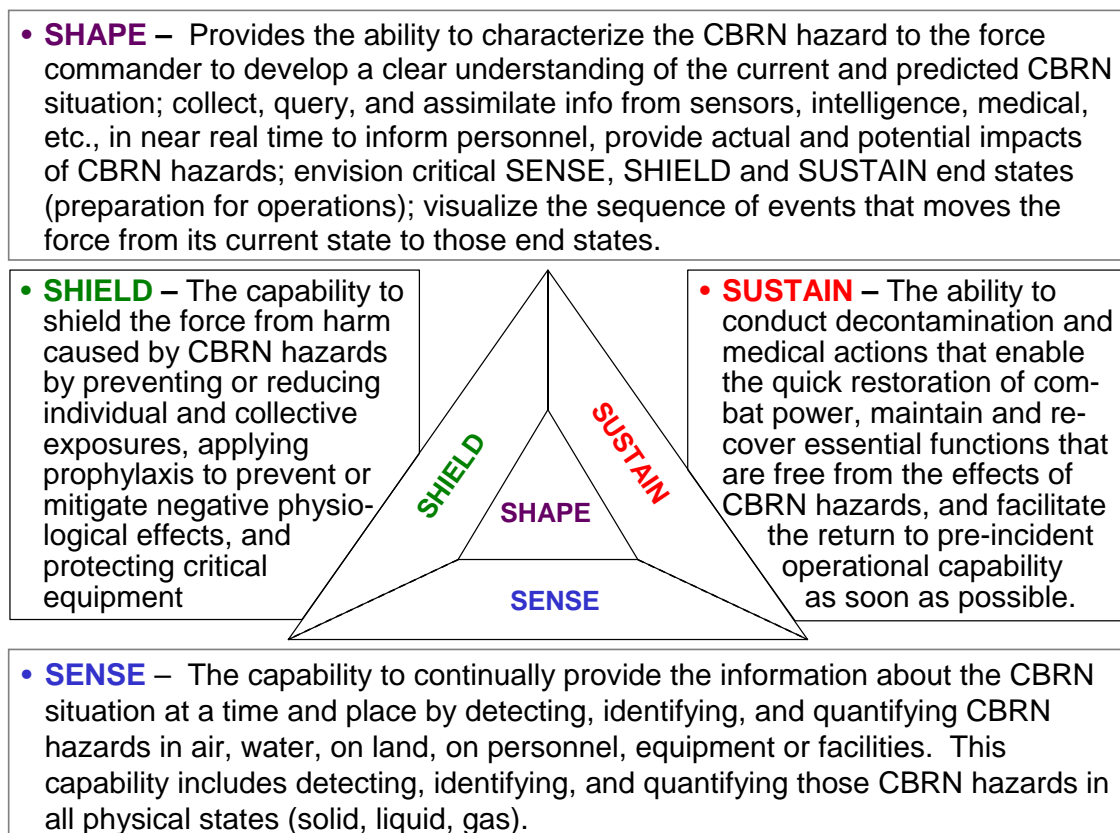 • SHAPE – Provides the ability to characterize the CBRN hazard to the force
commander to develop a clear understanding of the current and predicted CBRN
situation; collect, query, and assimilate info from sensors, intelligence, medical,
etc., in near real time to inform personnel, provide actual and potential impacts
of CBRN hazards; envision critical SENSE, SHIELD and SUSTAIN end states
(preparation for operations); visualize the sequence of events that moves the
force from its current state to those end states.
• SHIELD – The capability to
shield the force from harm
caused by CBRN hazards
by preventing or reducing
individual and collective
exposures, applying
prophylaxis to prevent or
mitigate negative physio-
logical effects, and
protecting critical
equipment
SHIELD
SUSTAIN
SHAPE
SENSE
• SUSTAIN – The ability to
conduct decontamination and
medical actions that enable
the quick restoration of com-
bat power, maintain and re-
cover essential functions that
are free from the effects of
CBRN hazards, and facilitate
the return to pre-incident
operational capability
as soon as possible.
• SENSE – The capability to continually provide the information about the CBRN
situation at a time and place by detecting, identifying, and quantifying CBRN
hazards in air, water, on land, on personnel, equipment or facilities. This
capability includes detecting, identifying, and quantifying those CBRN hazards in
all physical states (solid, liquid, gas).